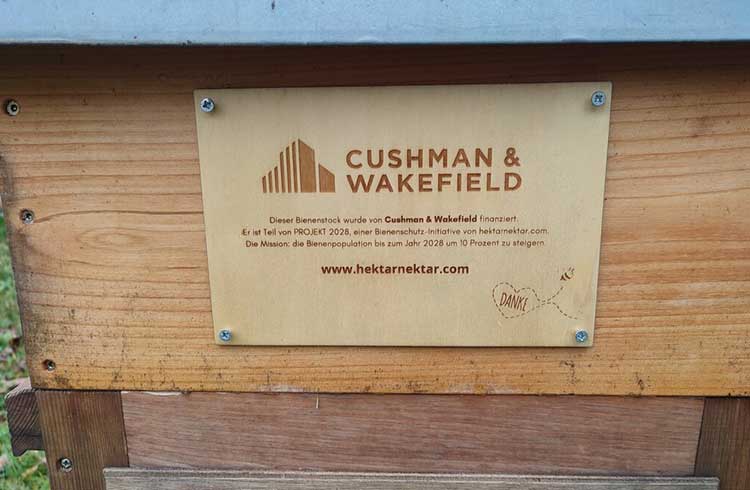 CUSHMAN &
WAKEFIELD
Dieser Bienenstock wurde von Cushman & Wakefield finanziert.
Er ist Teil von PROJEKT 2028, einer Bienenschutz-Initiative von hektarnektar.com.
Die Mission: die Bienenpopulation bis zum Jahr 2028 um 10 Prozent zu steigern.
www.hektarnektar.com
DANKE